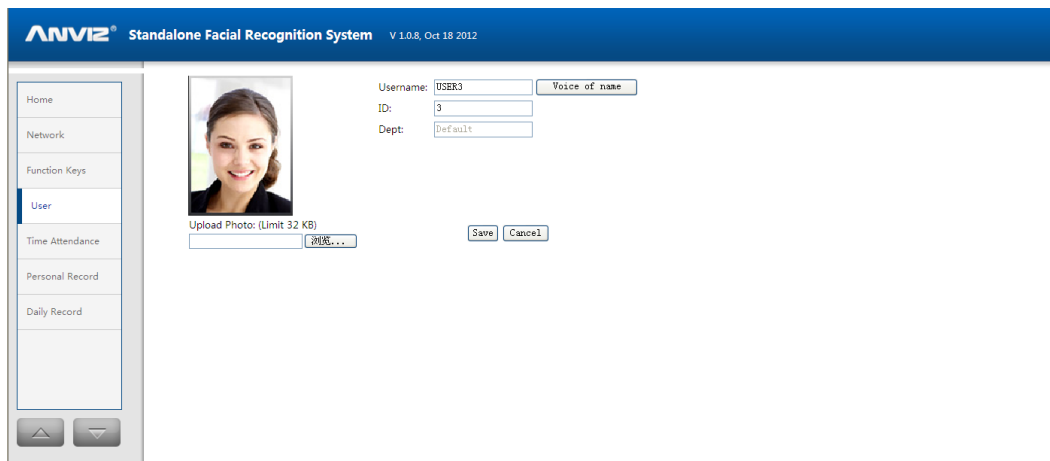 ANVIZ® Standalone Facial Recognition System V 1.0.8, Oct 18 2012
Home
Network
Function Keys
User
Time Attendance
Personal Record
Daily Record
Username: USER3 Voice of name
ID: 3
Dept: Default
Upload Photo: (Limit 32 KB)
浏览...
Save Cancel